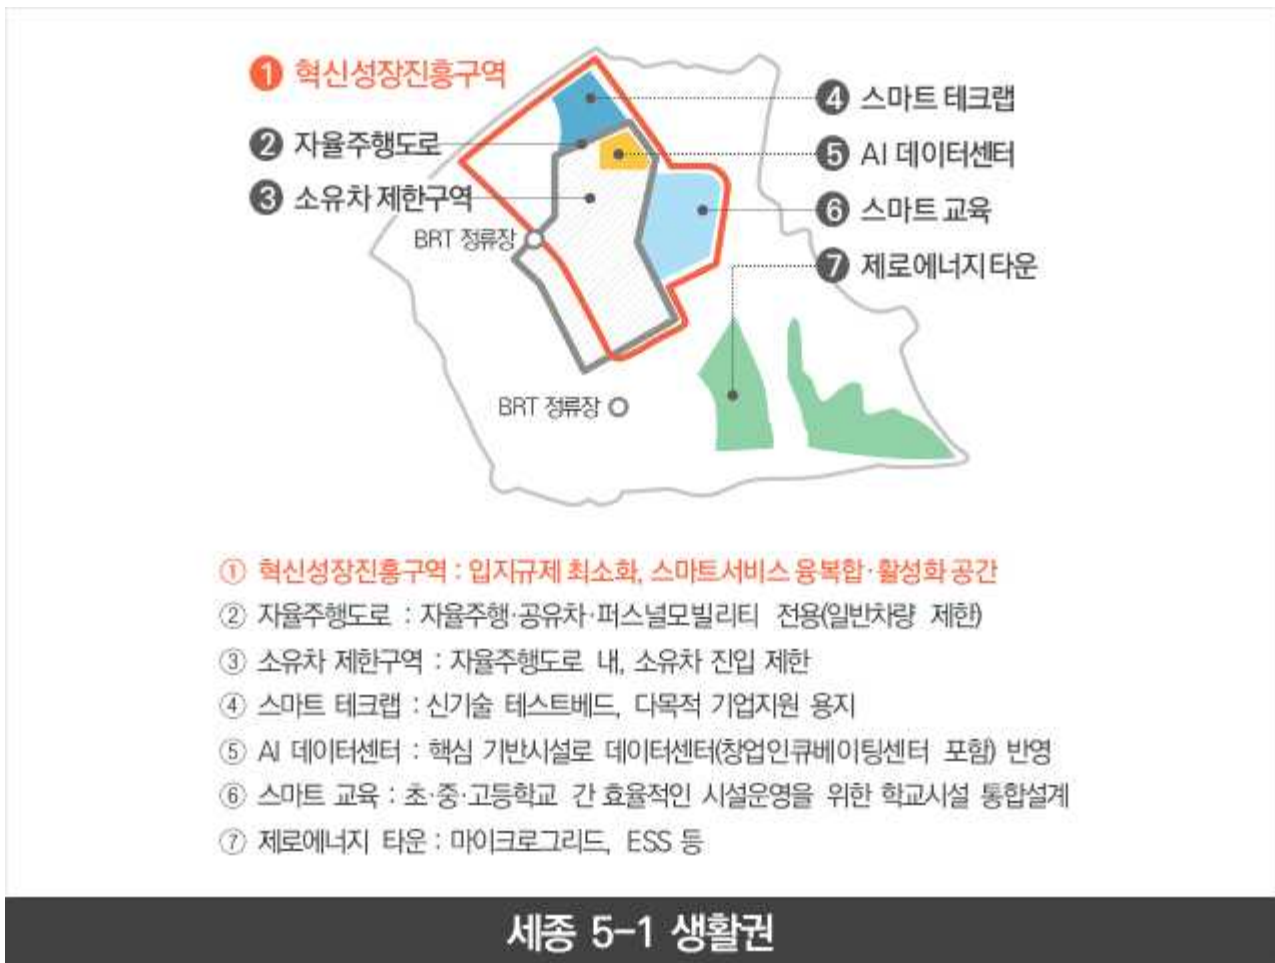 ❶ 혁신성장진흥구역
❷ 자율주행도로
❸ 소유차 제한구역
BRT 정류장
❹ 스마트 테크랩
❺ AI 데이터센터
❻ 스마트 교육
❼ 제로에너지 타운
BRT 정류장
① 혁신성장진흥구역 : 입지규제 최소화, 스마트서비스 융복합·활성화 공간
② 자율주행도로 : 자율주행·공유차·퍼스널모빌리티 전용(일반차량 제한)
③ 소유차 제한구역 : 자율주행도로 내, 소유차 진입 제한
④ 스마트 테크랩 : 신기술 테스트베드, 다목적 기업지원 용지
⑤ AI 데이터센터 : 핵심 기반시설로 데이터센터(창업인큐베이팅센터 포함) 반영
⑥ 스마트 교육 : 초·중·고등학교 간 효율적인 시설운영을 위한 학교시설 통합설계
⑦ 제로에너지 타운 : 마이크로그리드, ESS 등
세종 5-1 생활권